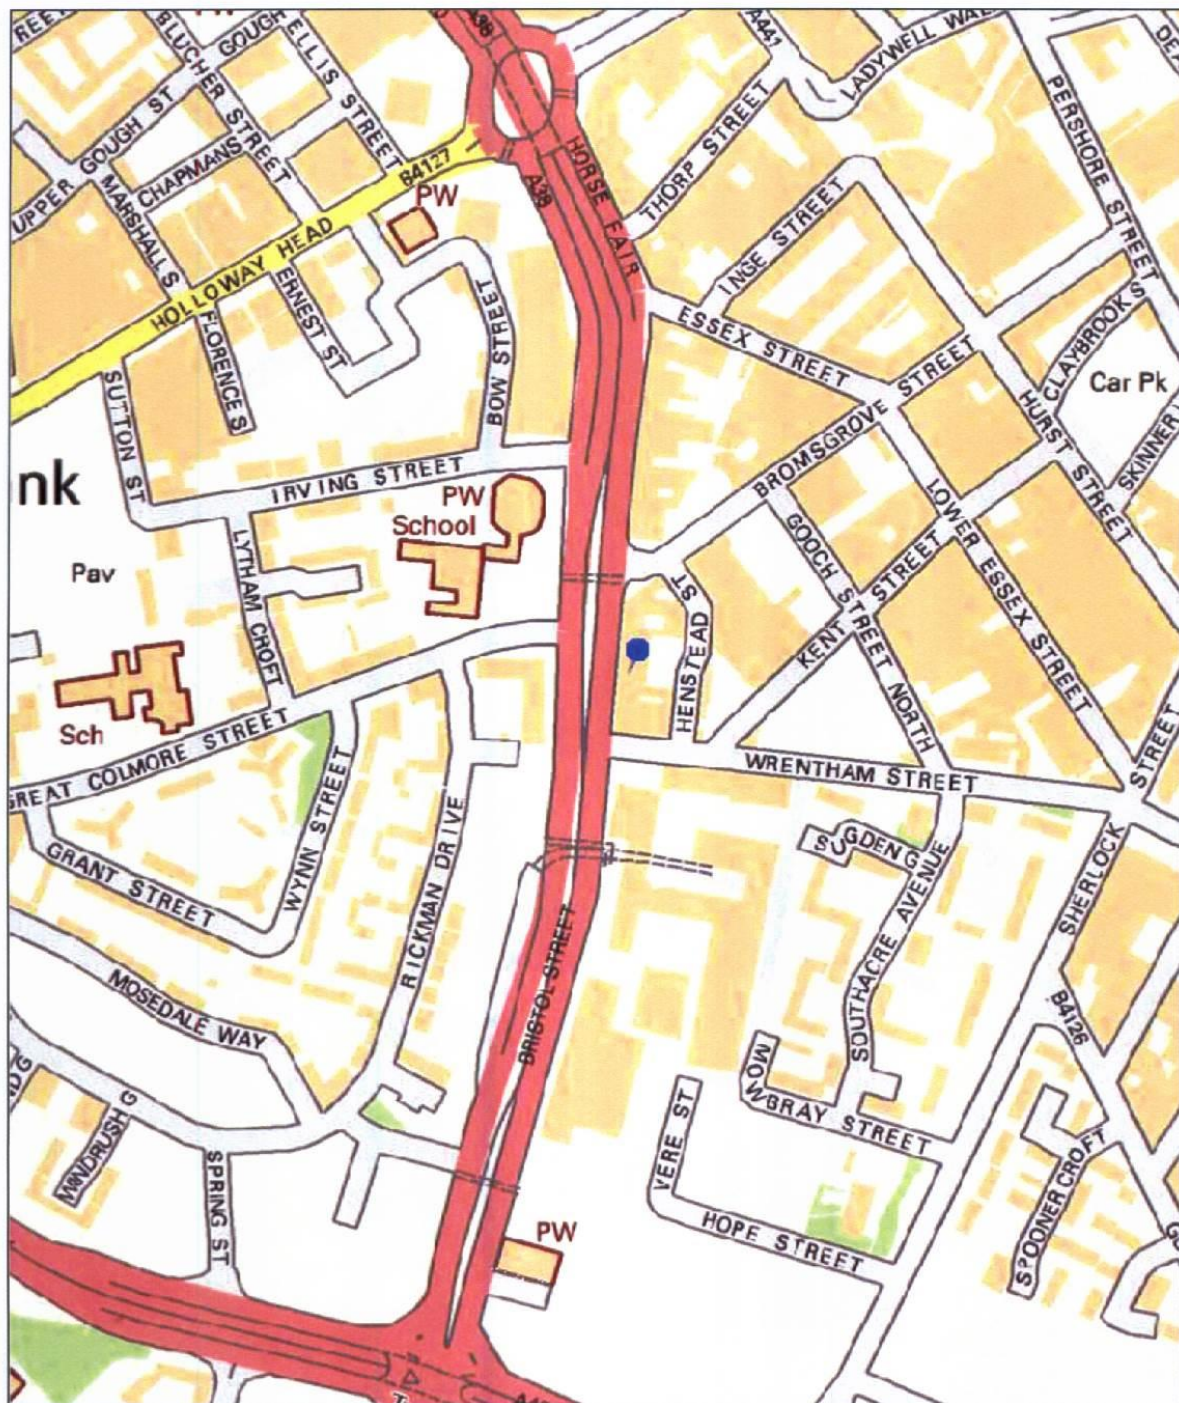 BLUCHER STREET
GOUGH
ELLIS STREET
A38
A441
LADYWELL WAL
UPPER GOUGH ST
CHAPMANS
MARSHALL S
B4127
PW
HORSE FAIR
A38
THORP STREET
PERSHORE STREET
HOLLOWAY HEAD
INGE STREET
ERNEST ST
FLORENCE S
BOW STREET
ESSEX STREET
CLAYBROOK S
Car Pk
SUTTON ST
HURST STREET
SKINNER
BROMSGROVE STREET
nk
IRVING STREET
PW
School
LOWER ESSEX STREET
GOOCH STREET NORTH
KENT STREET
Pav
LYTHAM CROFT
HENSTEAD ST
Sch
GREAT COLMORE STREET
WRENTHAM STREET
STREET
WYNN STREET
GRANT STREET
RICKMAN DRIVE
SUGDEN G
SOUTHACRE AVENUE
SHERLOCK
BRISTOL STREET
MOSEDALE WAY
B4126
MOWBRAY STREET
VERE ST
SPRING ST
HOPE STREET
SPOONER CROFT
PW